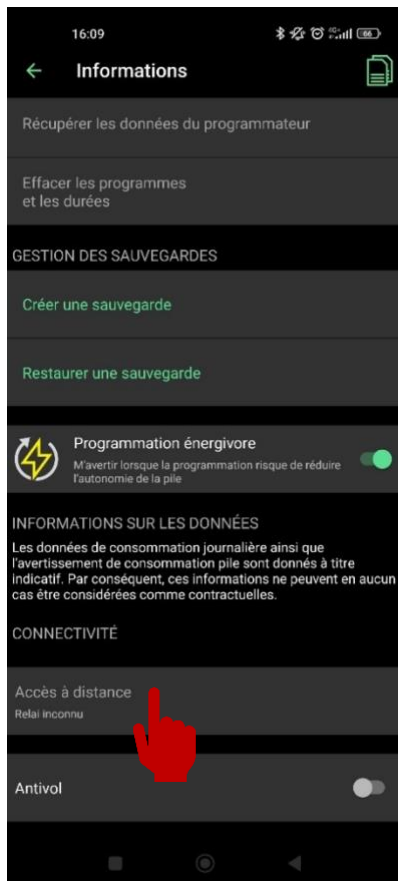 16:09
4G
66
Informations
Récupérer les données du programmateur
Effacer les programmes
et les durées
GESTION DES SAUVEGARDES
Créer une sauvegarde
Restaurer une sauvegarde
Programmation énergivore
M'avertir lorsque la programmation risque de réduire
l'autonomie de la pile
INFORMATIONS SUR LES DONNÉES
Les données de consommation journalière ainsi que
l'avertissement de consommation pile sont donnés à titre
indicatif. Par conséquent, ces informations ne peuvent en aucun
cas être considérées comme contractuelles.
CONNECTIVITÉ
Accès à distance
Relai inconnu
Antivol